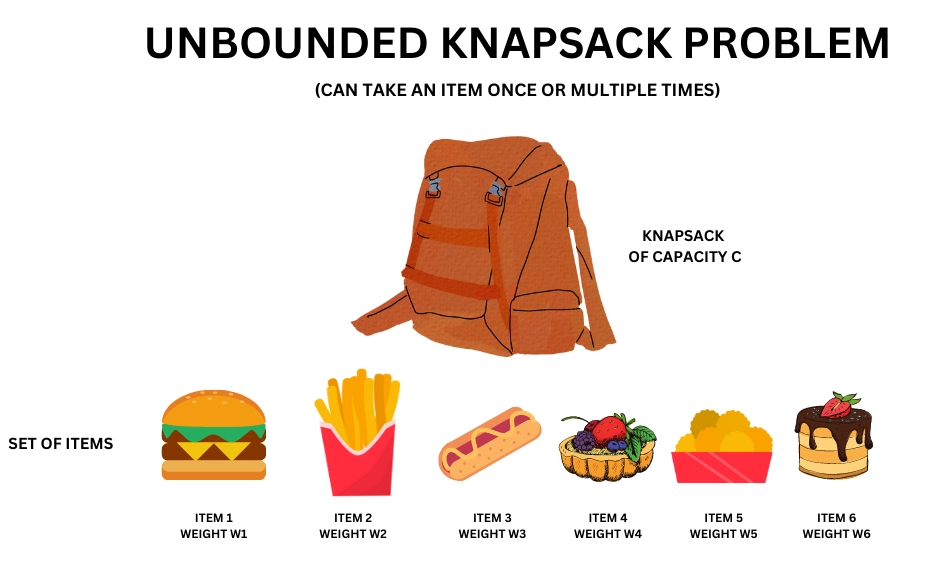 UNBOUNDED KNAPSACK PROBLEM
(CAN TAKE AN ITEM ONCE OR MULTIPLE TIMES)
KNAPSACK
OF CAPACITY C
SET OF ITEMS
ITEM 1
WEIGHT W1
ITEM 2
WEIGHT W2
ITEM 3
WEIGHT W3
ITEM 4
WEIGHT W4
ITEM 5
WEIGHT W5
ITEM 6
WEIGHT W6